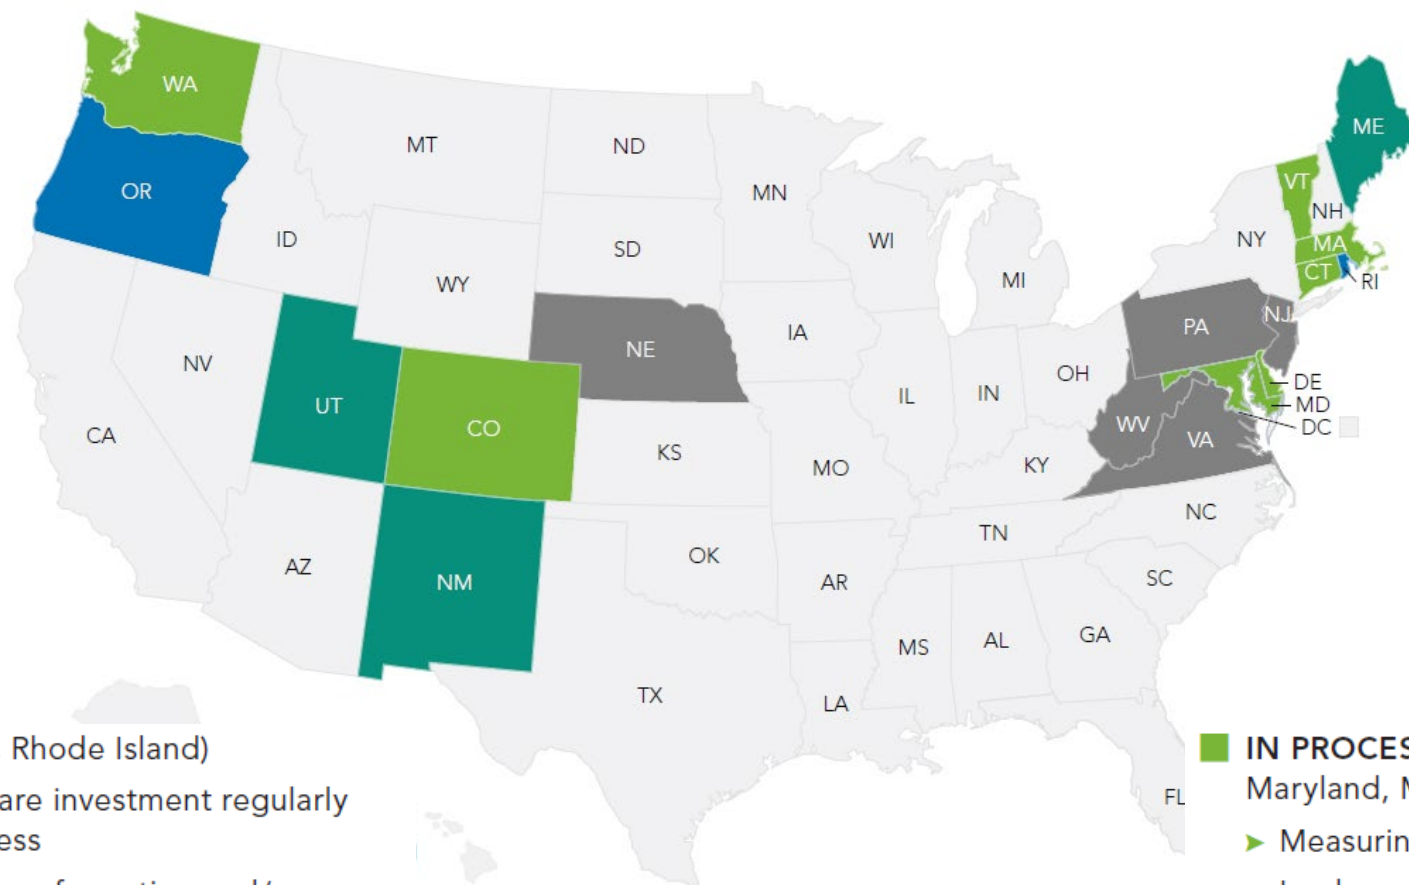 WA
ME
MT
ND
VT
OR
MN
NH
ID
SD
WI
NY
MA
CT
RI
WY
MI
NJ
PA
IA
NE
NV
OH
DE
UT
IL
IN
MD
CO
WV
DC
CA
VA
KS
MO
KY
NC
TN
OK
AZ
NM
AR
SC
GA
MS
AL
TX
LA
FL
Rhode Island)
are investment regularly
ess
IN PROCES
Maryland, M
Measurin